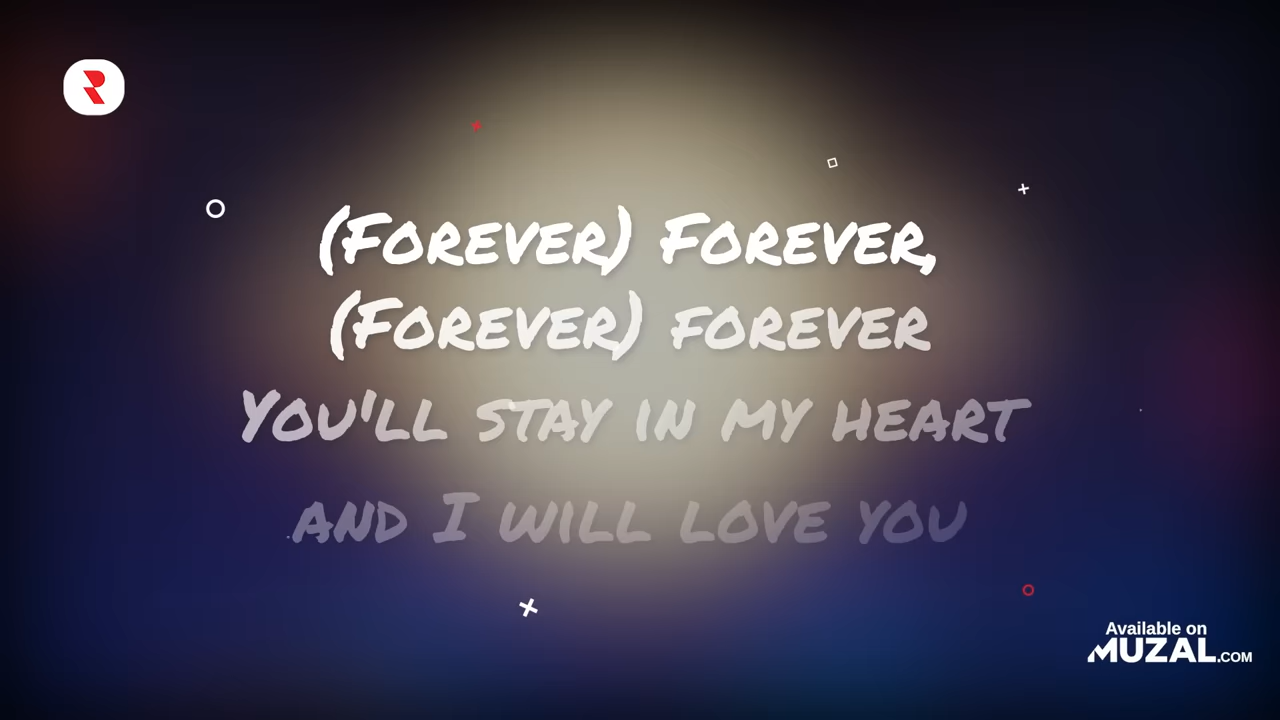 (Forever) Forever,
(Forever) forever
You'll stay in my heart
and I will love you
Available on
MUZAL.COM